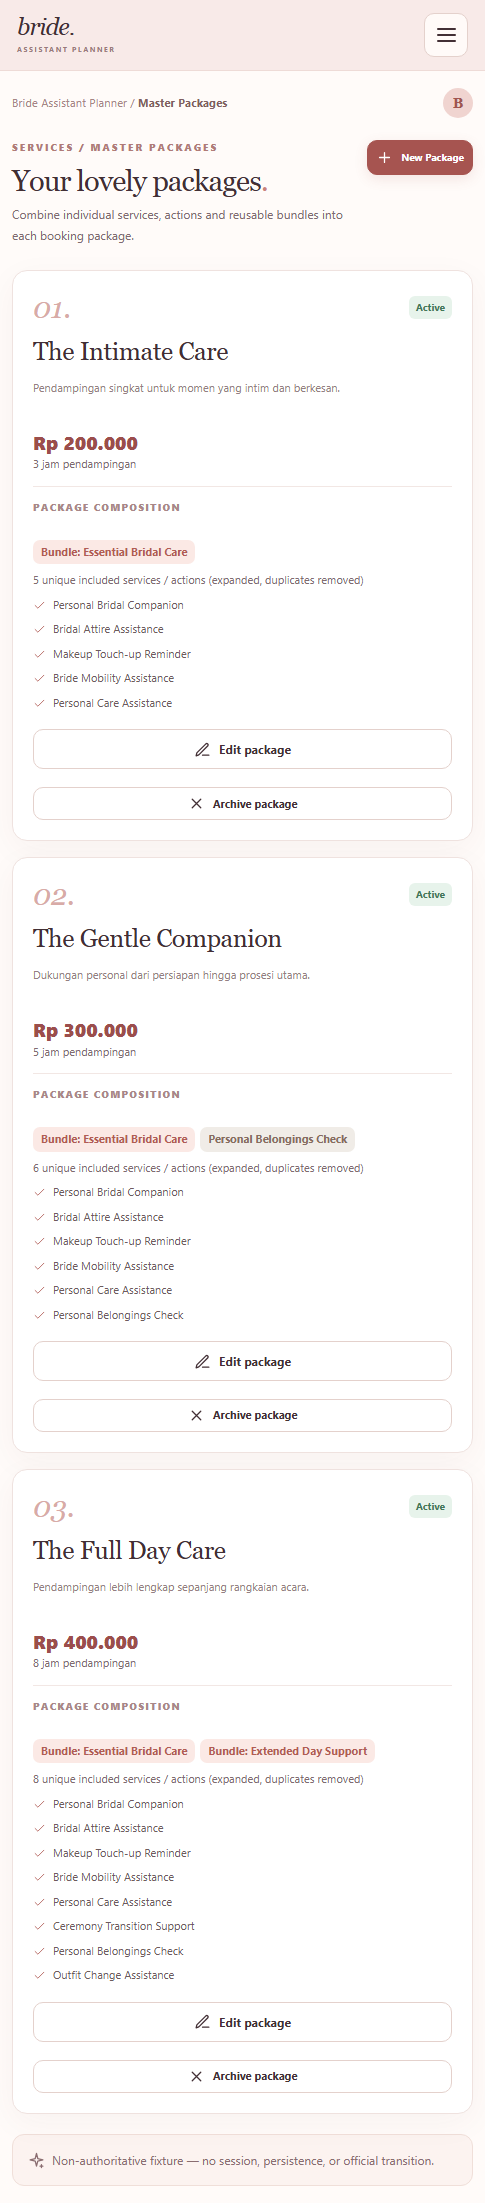 bride.
ASSISTANT PLANNER
Bride Assistant Planner / Master Packages
B
SERVICES / MASTER PACKAGES
New Package
Your lovely packages.
Combine individual services, actions and reusable bundles into
each booking package.
01.
Active
The Intimate Care
Pendampingan singkat untuk momen yang intim dan berkesan.
Rp 200.000
3 jam pendampingan
PACKAGE COMPOSITION
Bundle: Essential Bridal Care
5 unique included services / actions (expanded, duplicates removed)
Personal Bridal Companion
Bridal Attire Assistance
Makeup Touch-up Reminder
Bride Mobility Assistance
Personal Care Assistance
Edit package
Archive package
02.
Active
The Gentle Companion
Dukungan personal dari persiapan hingga prosesi utama.
Rp 300.000
5 jam pendampingan
PACKAGE COMPOSITION
Bundle: Essential Bridal Care Personal Belongings Check
6 unique included services / actions (expanded, duplicates removed)
Personal Bridal Companion
Bridal Attire Assistance
Makeup Touch-up Reminder
Bride Mobility Assistance
Personal Care Assistance
Personal Belongings Check
Edit package
Archive package
03.
Active
The Full Day Care
Pendampingan lebih lengkap sepanjang rangkaian acara.
Rp 400.000
8 jam pendampingan
PACKAGE COMPOSITION
Bundle: Essential Bridal Care Bundle: Extended Day Support
8 unique included services / actions (expanded, duplicates removed)
Personal Bridal Companion
Bridal Attire Assistance
Makeup Touch-up Reminder
Bride Mobility Assistance
Personal Care Assistance
Ceremony Transition Support
Personal Belongings Check
Outfit Change Assistance
Edit package
Archive package
Non-authoritative fixture — no session, persistence, or official transition.